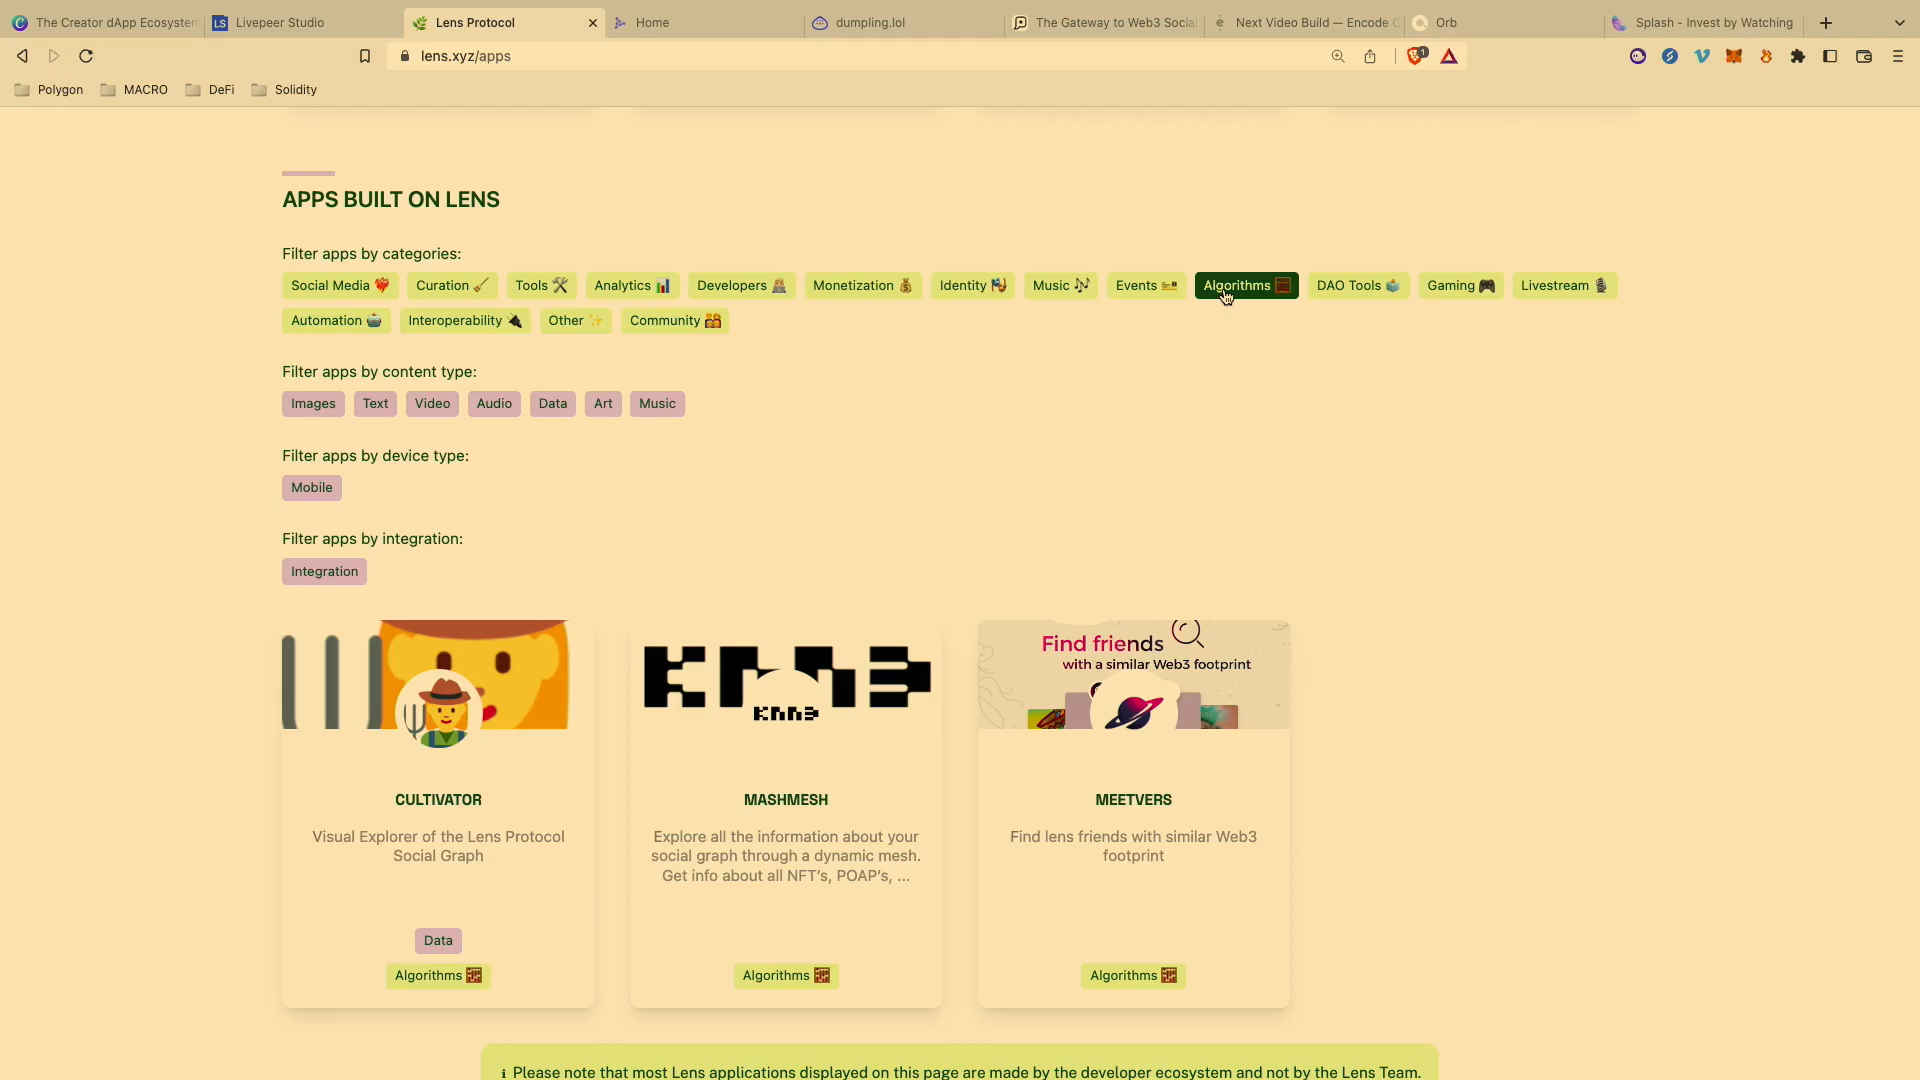 The Creator dApp Ecosystem
LS Livepeer Studio
Lens Protocol
Home
dumpling.lol
The Gateway to Web3 Social
Next Video Build — Encode C
Orb
Splash - Invest by Watching
lens.xyz/apps
1
Polygon
MACRO
DeFi
Solidity
APPS BUILT ON LENS
Filter apps by categories:
Social Media ❤️‍🔥 Curation 🧹 Tools 🛠 Analytics 📊 Developers Monetization 💰 Identity 🎭 Music 🎶 Events 🎫 Algorithms DAO Tools 🗳 Gaming 🎮 Livestream 🎙
Automation 🤖 Interoperability 🔌 Other ✨ Community
Filter apps by content type:
Images Text Video Audio Data Art Music
Filter apps by device type:
Mobile
Filter apps by integration:
Integration
Find friends
with a similar Web3 footprint
CULTIVATOR
Visual Explorer of the Lens Protocol
Social Graph
Data
Algorithms
KNN3
KNN3
MASHMESH
Explore all the information about your
social graph through a dynamic mesh.
Get info about all NFT's, POAP's, ...
Algorithms
MEETVERS
Find lens friends with similar Web3
footprint
Algorithms
ℹ Please note that most Lens applications displayed on this page are made by the developer ecosystem and not by the Lens Team.